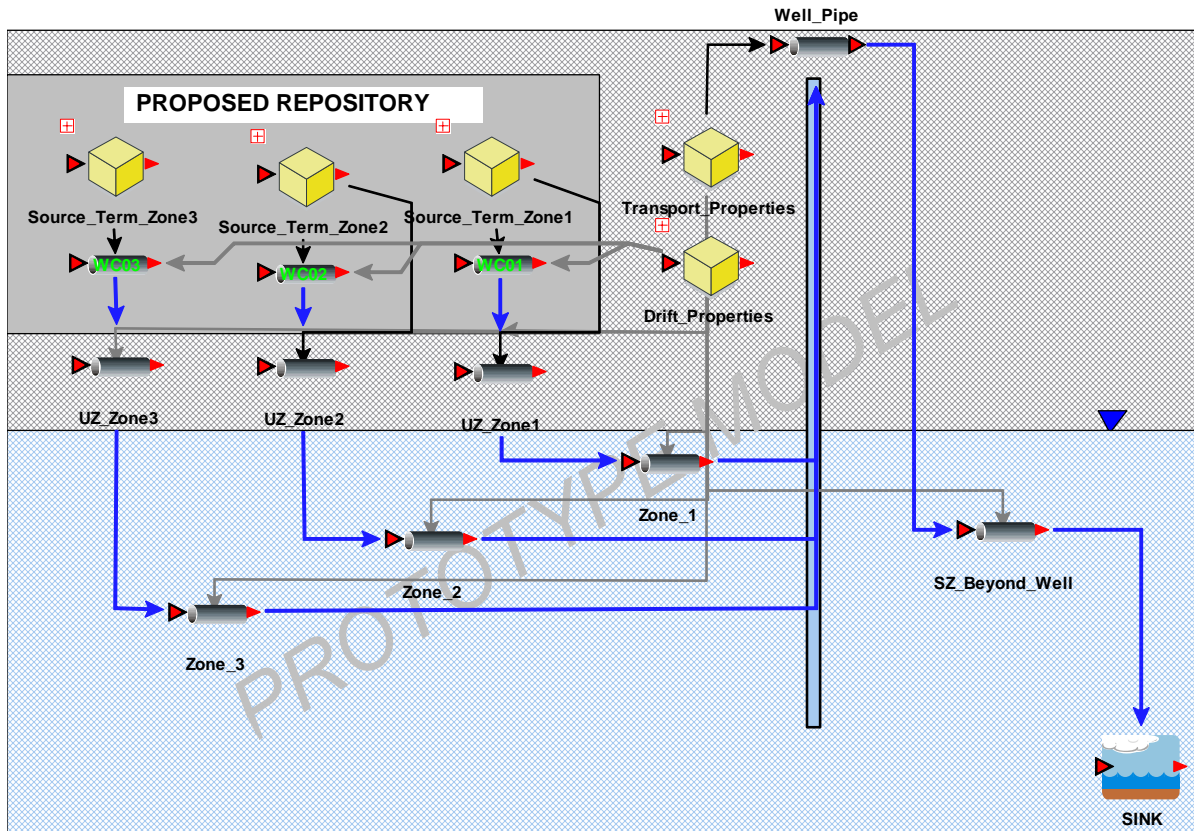 Well_Pipe
PROPOSED REPOSITORY
Source_Term_Zone3
Source_Term_Zone2
Source_Term_Zone1
Transport_Properties
WC03
WC02
WC01
Drift_Properties
UZ_Zone3
UZ_Zone2
UZ_Zone1
PROTOTYPE MODEL
Zone_1
Zone_2
SZ_Beyond_Well
Zone_3
SINK